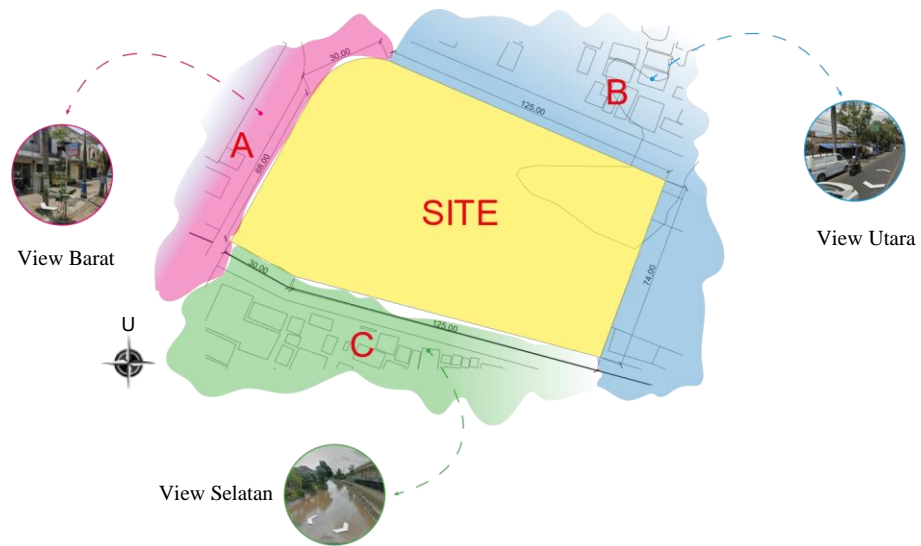 30.00
125.00
B
A
68.00
SITE
View Barat
View Utara
74.00
30.00
125.00
C
U
View Selatan